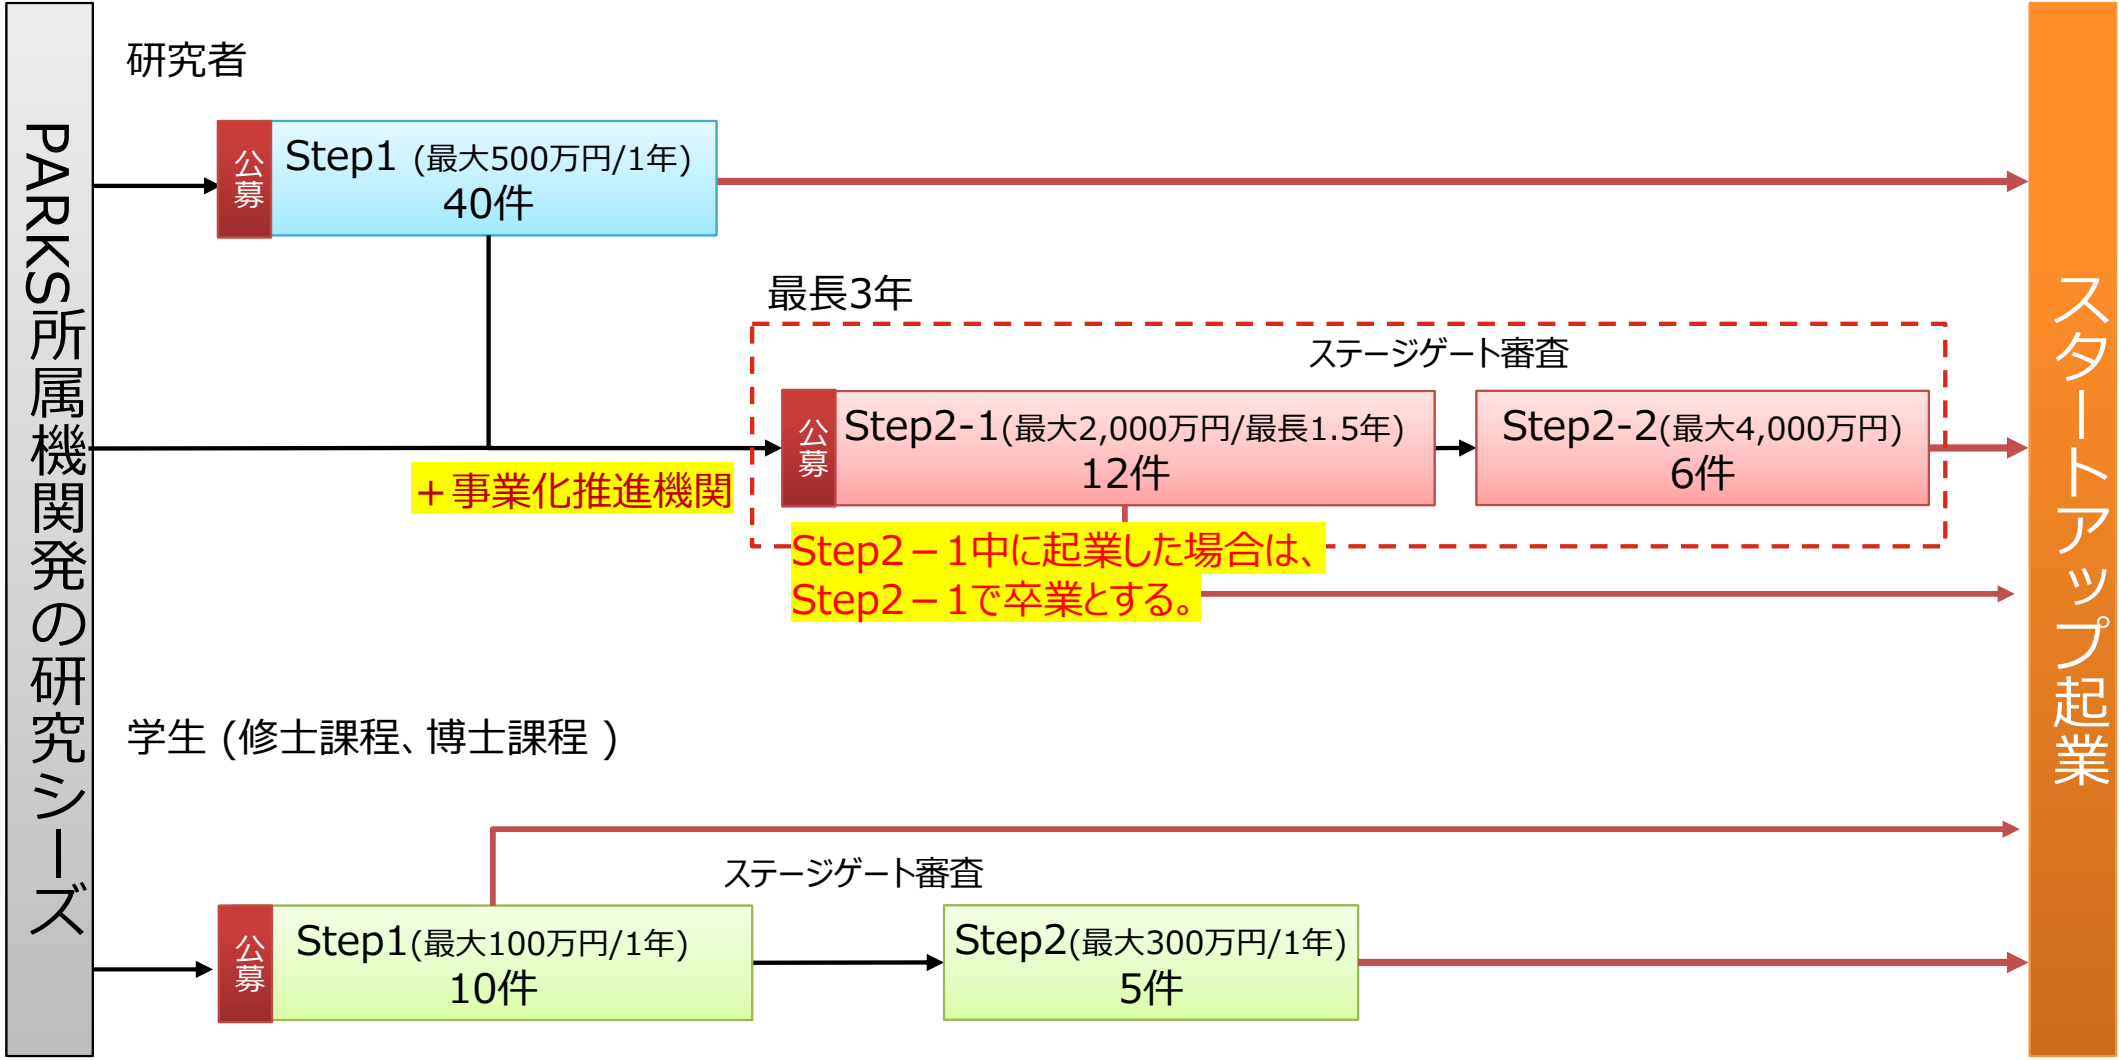 PARKS所属機関発の研究シーズ
研究者
公募
Step1 (最大500万円/1年)
40件
最長3年
ステージゲート審査
公募
Step2-1(最大2,000万円/最長1.5年)
12件
Step2-2(最大4,000万円)
6件
＋事業化推進機関
Step2－1中に起業した場合は、
Step2－1で卒業とする。
学生 (修士課程、博士課程 )
ステージゲート審査
公募
Step1(最大100万円/1年)
10件
Step2(最大300万円/1年)
5件
スタートアップ起業